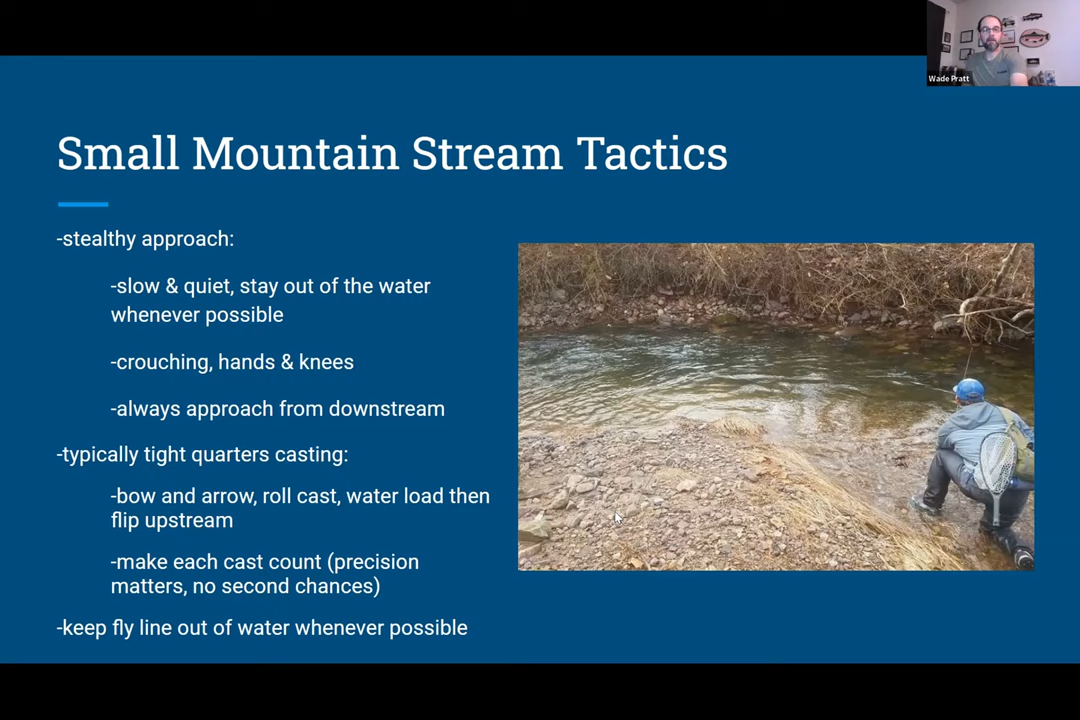 Wade Pratt
Small Mountain Stream Tactics
-stealthy approach:
-slow & quiet, stay out of the water
whenever possible
-crouching, hands & knees
-always approach from downstream
-typically tight quarters casting:
-bow and arrow, roll cast, water load then
flip upstream
-make each cast count (precision
matters, no second chances)
-keep fly line out of water whenever possible